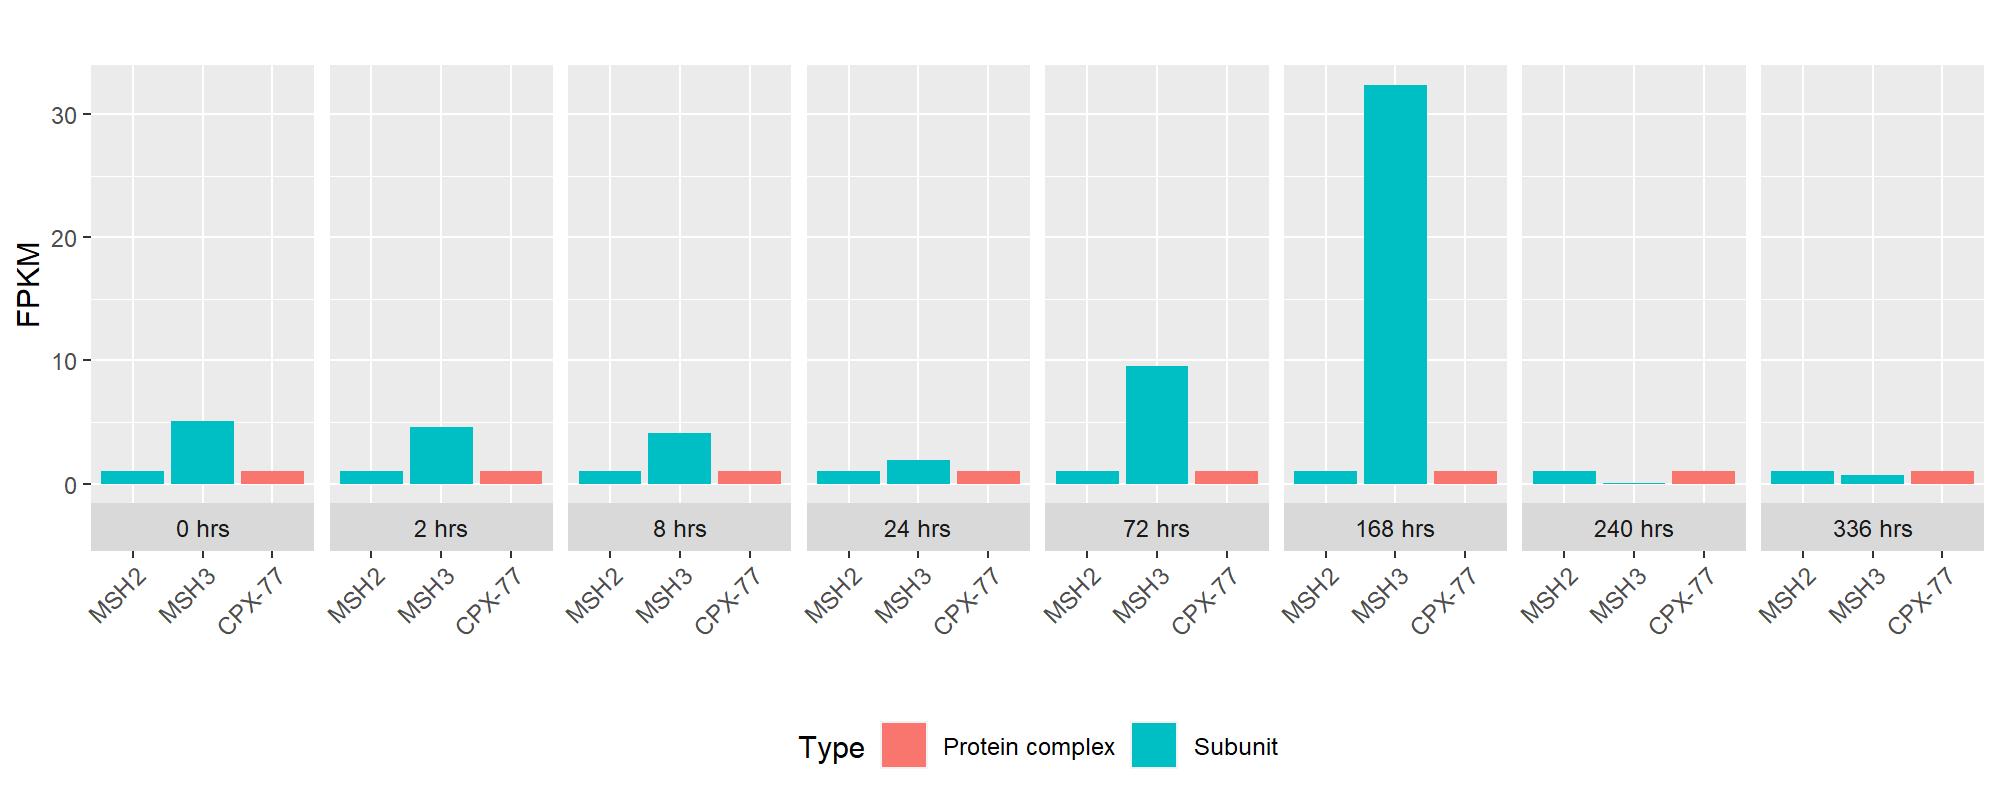 FPKM
30
20
10
0
0 hrs 2 hrs 8 hrs 24 hrs 72 hrs 168 hrs 240 hrs 336 hrs
MSH2 MSH3 CPX-77 MSH2 MSH3 CPX-77 MSH2 MSH3 CPX-77 MSH2 MSH3 CPX-77 MSH2 MSH3 CPX-77 MSH2 MSH3 CPX-77 MSH2 MSH3 CPX-77 MSH2 MSH3 CPX-77
Type Protein complex Subunit